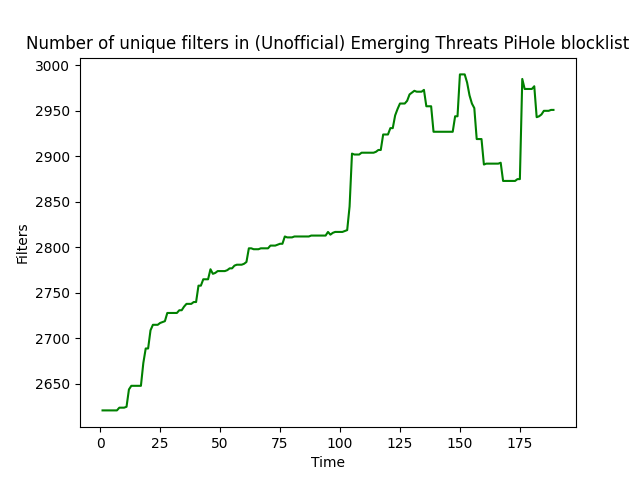 Number of unique filters in (Unofficial) Emerging Threats PiHole blocklist
3000
2950
2900
2850
2800
2750
2700
2650
Filters
0 25 50 75 100 125 150 175
Time